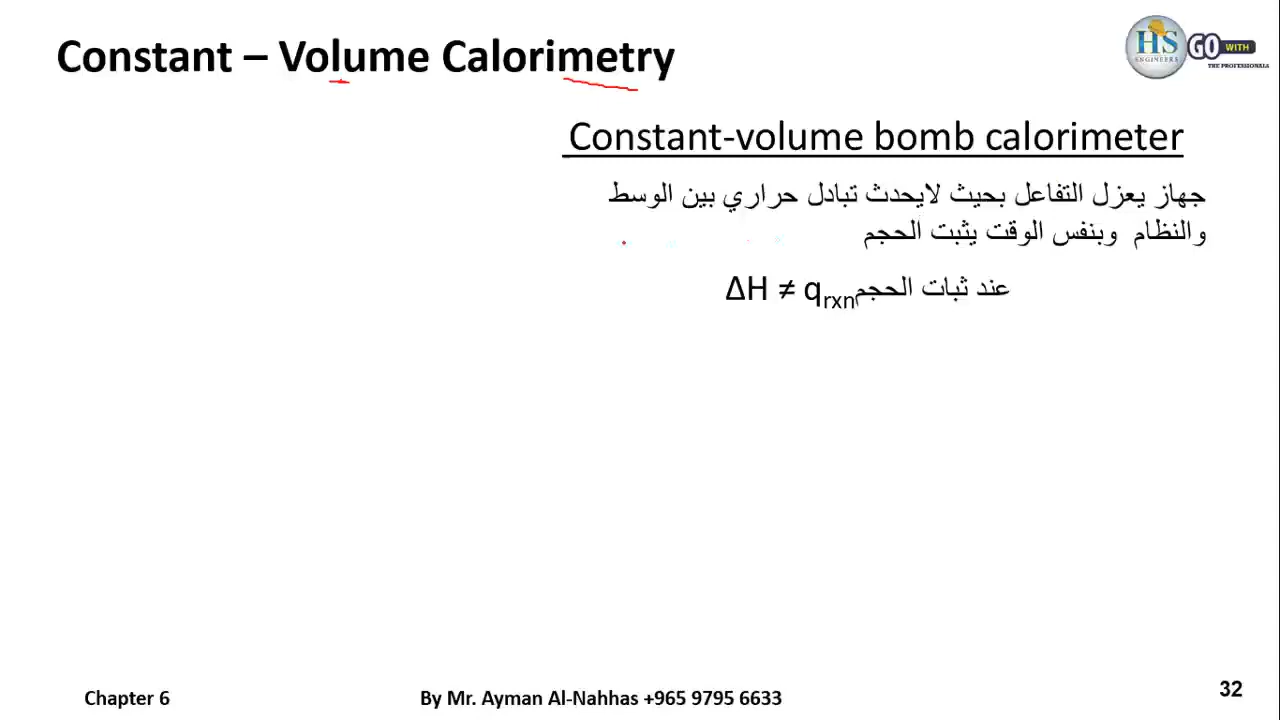 Constant – Volume Calorimetry
HS
ENGINEERS
GO WITH
THE PROFESSIONALS
Constant-volume bomb calorimeter
جهاز يعزل التفاعل بحيث لايحدث تبادل حراري بين الوسط
والنظام وبنفس الوقت يثبت الحجم
عند ثبات الحجم ΔH ≠ qrxn
Chapter 6
By Mr. Ayman Al-Nahhas +965 9795 6633
32